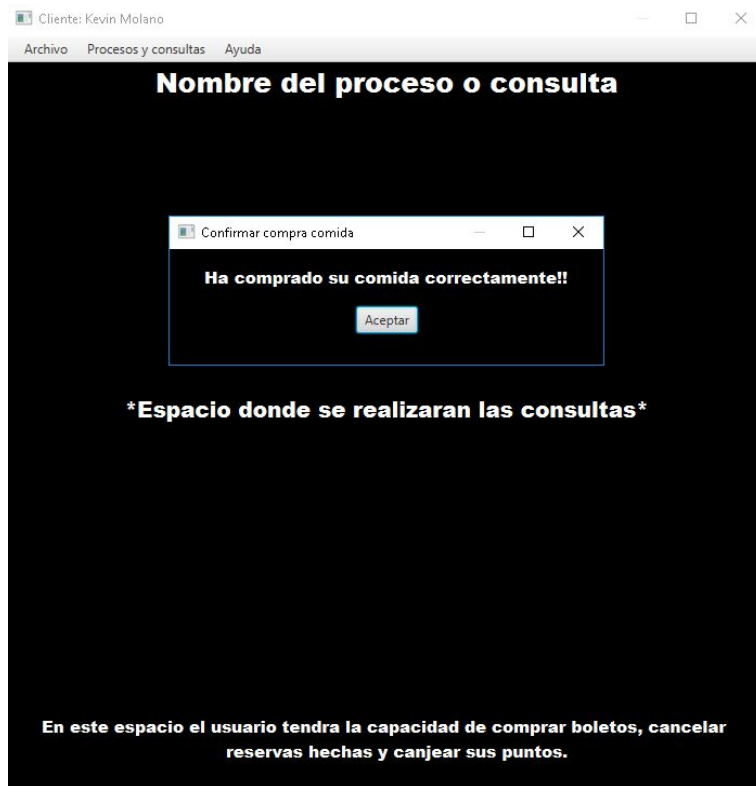 Cliente: Kevin Molano
Archivo Procesos y consultas Ayuda
Nombre del proceso o consulta
Confirmar compra comida
Ha comprado su comida correctamente!!
Aceptar
*Espacio donde se realizaran las consultas*
En este espacio el usuario tendra la capacidad de comprar boletos, cancelar
reservas hechas y canjear sus puntos.